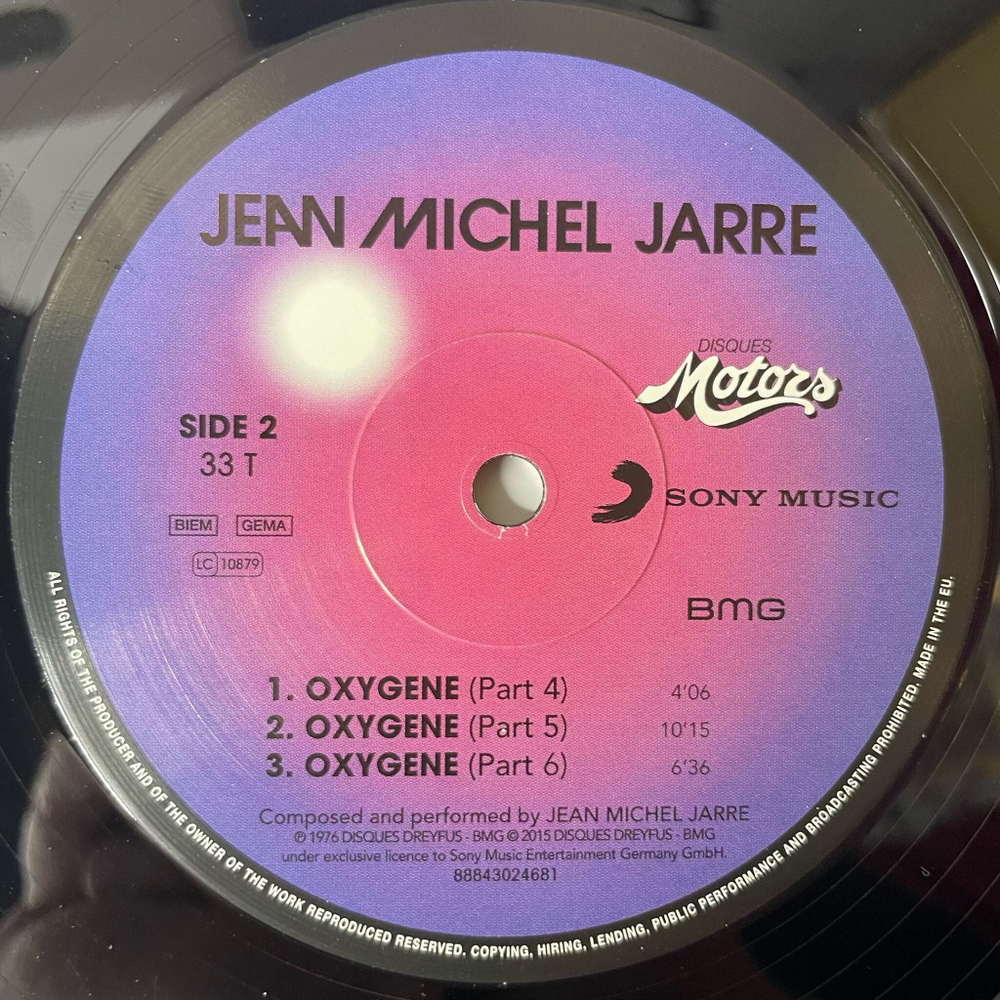 JEAN MICHEL JARRE
DISQUES
Motors
SIDE 2
33 T
SONY MUSIC
BIEM GEMA
LC 10879
BMG
1. OXYGENE (Part 4) 4'06
2. OXYGENE (Part 5) 10'15
3. OXYGENE (Part 6) 6'36
Composed and performed by JEAN MICHEL JARRE
℗ 1976 DISQUES DREYFUS - BMG © 2015 DISQUES DREYFUS - BMG
under exclusive licence to Sony Music Entertainment Germany GmbH.
88843024681
ALL RIGHTS OF THE PRODUCER AND OF THE OWNER OF THE WORK REPRODUCED RESERVED. COPYING, HIRING, LENDING, PUBLIC PERFORMANCE AND BROADCASTING PROHIBITED. MADE IN THE EU.